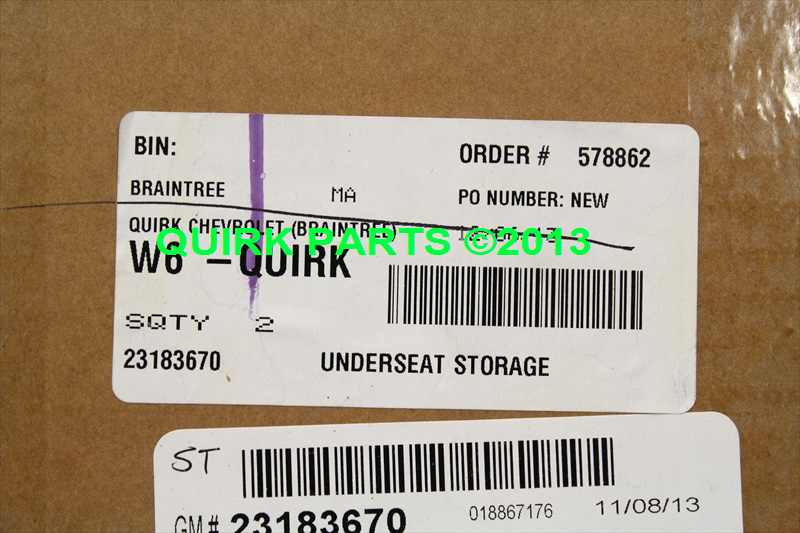 BIN:
ORDER # 578862
BRAINTREE MA PO NUMBER: NEW
QUIRK CHEVROLET (BRAINTREE)
QUIRK PARTS ©2013
W6 -QUIRK
SQTY 2
23183670 UNDERSEAT STORAGE
ST
GM # 23183670 018867176 11/08/13